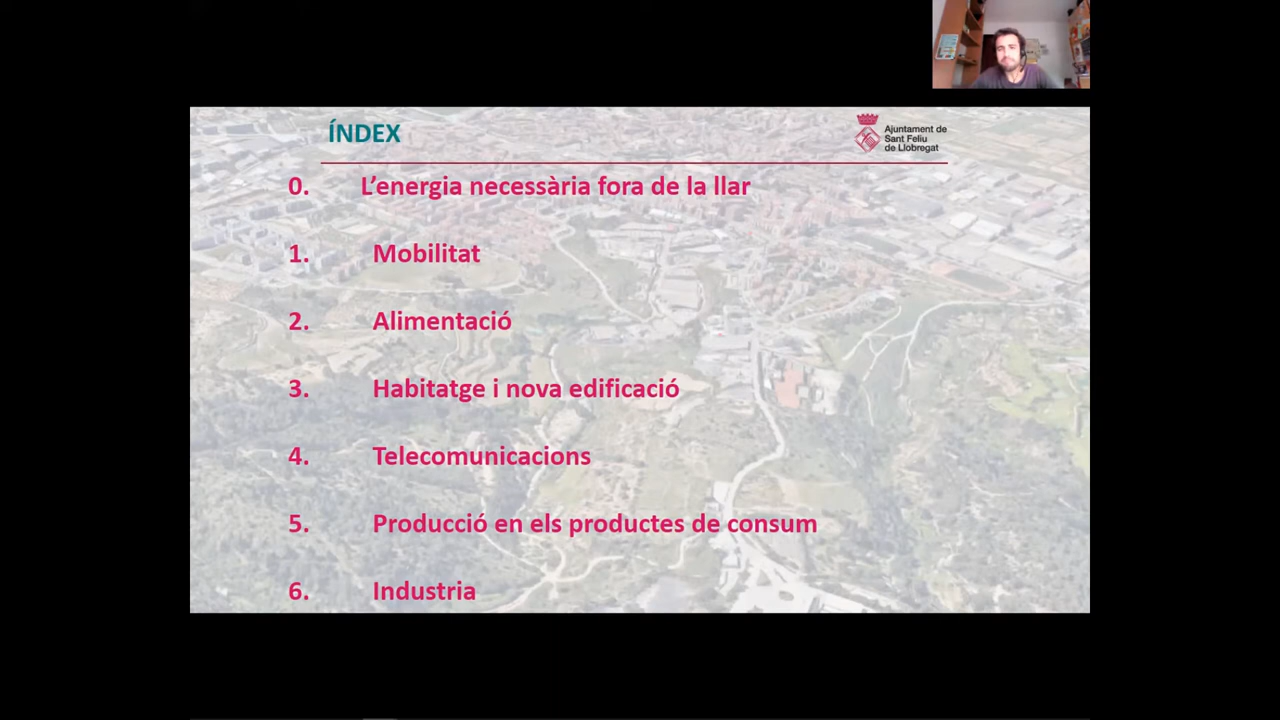 ÍNDEX
Ajuntament de
Sant Feliu
de Llobregat
0. L’energia necessària fora de la llar
1. Mobilitat
2. Alimentació
3. Habitatge i nova edificació
4. Telecomunicacions
5. Producció en els productes de consum
6. Industria